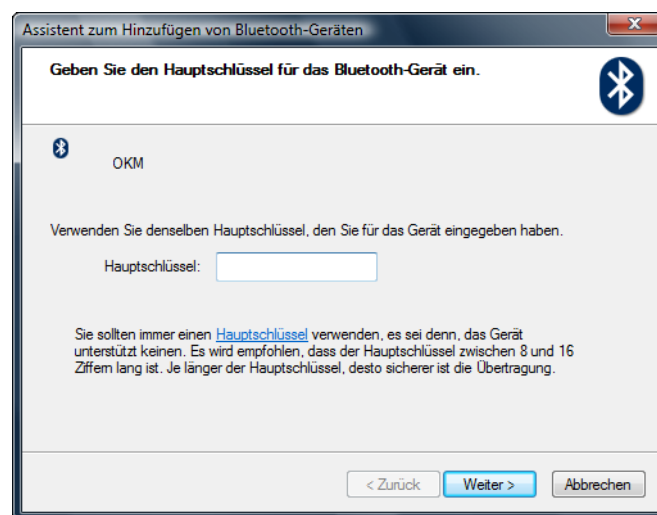 Assistent zum Hinzufügen von Bluetooth-Geräten
Geben Sie den Hauptschlüssel für das Bluetooth-Gerät ein.
OKM
Verwenden Sie denselben Hauptschlüssel, den Sie für das Gerät eingegeben haben.
Hauptschlüssel:
Sie sollten immer einen Hauptschlüssel verwenden, es sei denn, das Gerät
unterstützt keinen. Es wird empfohlen, dass der Hauptschlüssel zwischen 8 und 16
Ziffern lang ist. Je länger der Hauptschlüssel, desto sicherer ist die Übertragung.
< Zurück Weiter > Abbrechen